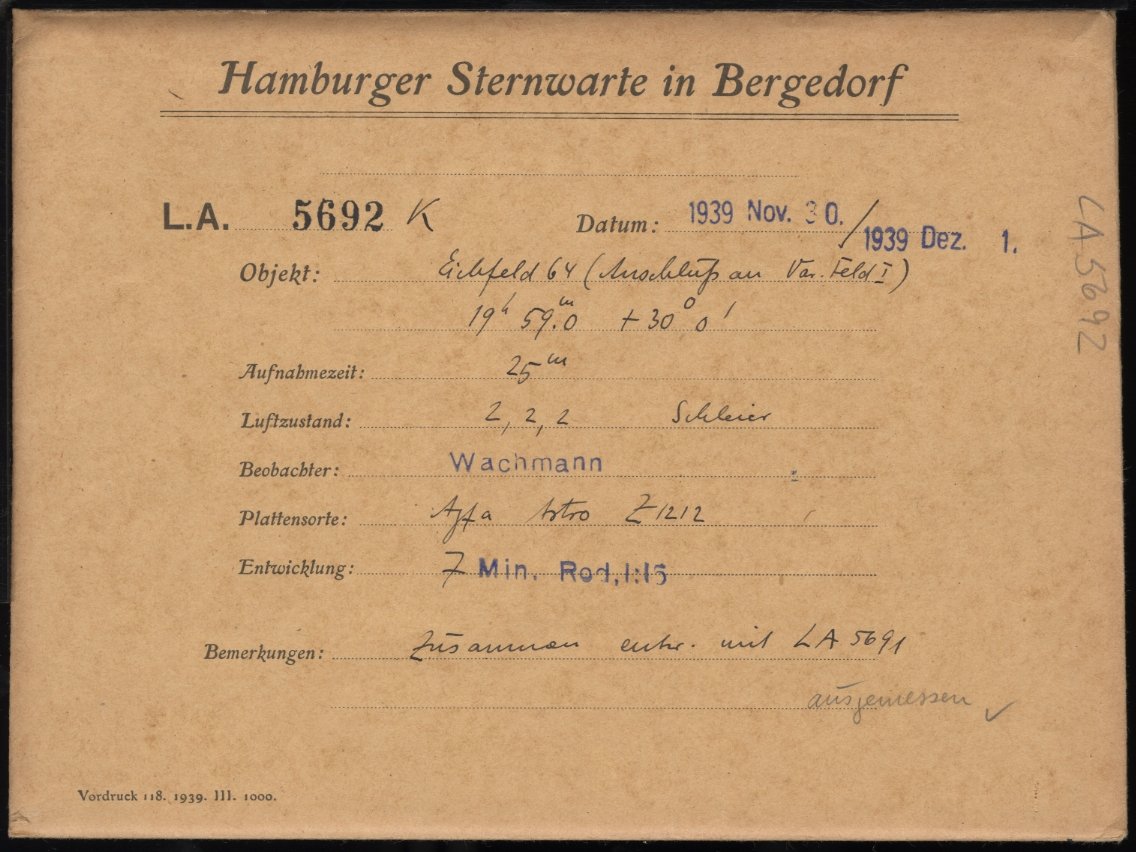 Hamburger Sternwarte in Bergedorf
L.A. 5692 K Datum: 1939 Nov. 30. / 1939 Dez. 1.
Objekt: Eichfeld 64 (Anschluß an Var. Feld I)
19h 59.m0 + 30° 0'
Aufnahmezeit: 25m
Luftzustand: 2, 2, 2 Schleier
Beobachter: Wachmann
Plattensorte: Agfa Astro Z 1212
Entwicklung: 7 Min. Rod, 1:15
Bemerkungen: Zusammen entw. mit LA 5691
ausgemessen ✓
Vordruck 118. 1939. III. 1000.
LA 5692